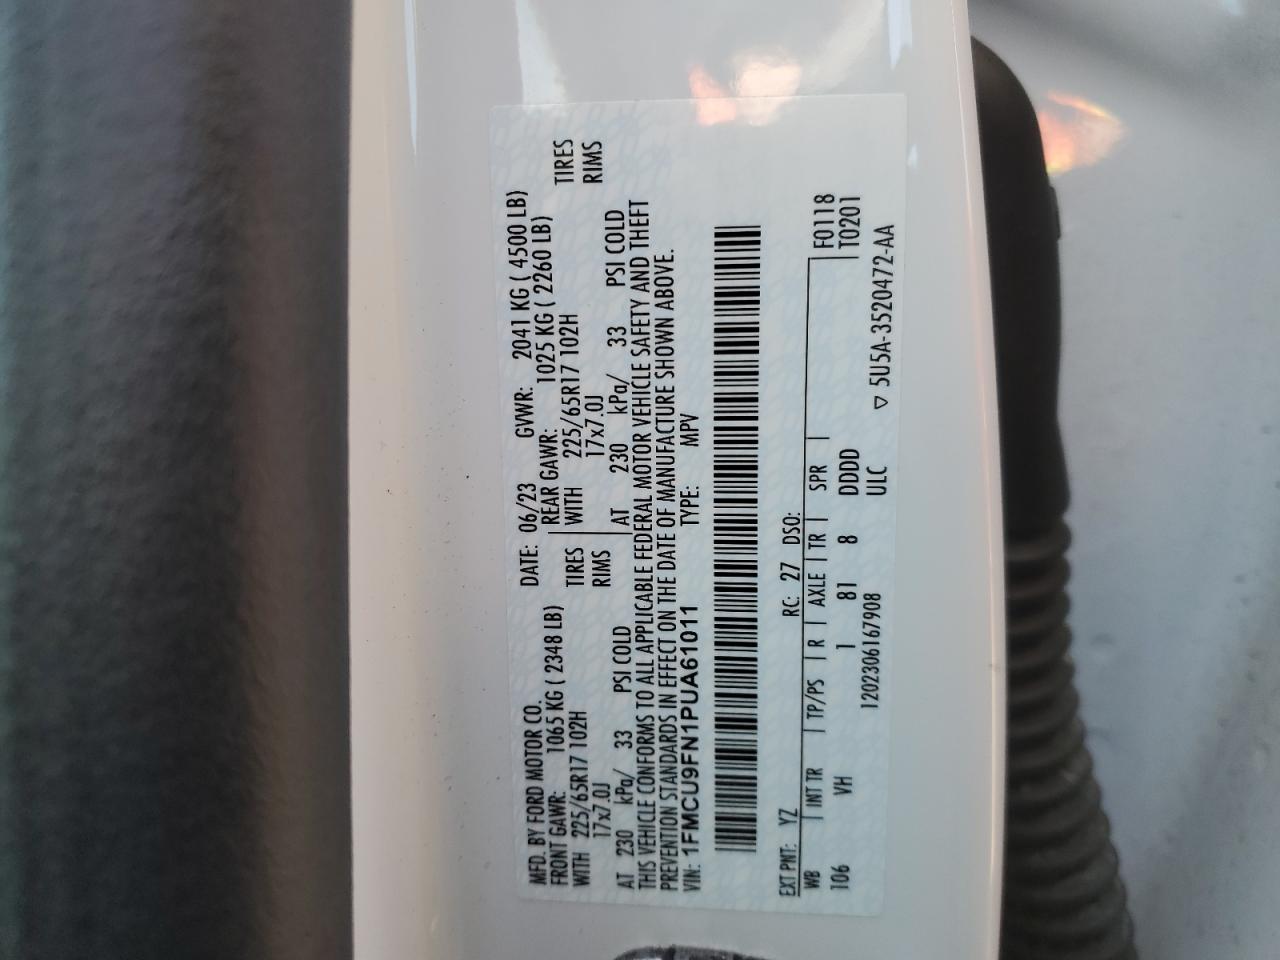 MFD. BY FORD MOTOR CO. DATE: 06/23 GVWR: 2041 KG ( 4500 LB)
FRONT GAWR: 1065 KG ( 2348 LB) REAR GAWR: 1025 KG ( 2260 LB)
WITH 225/65R17 102H TIRES WITH 225/65R17 102H TIRES
17x7.0J RIMS 17x7.0J RIMS
AT 230 kPa/ 33 PSI COLD AT 230 kPa/ 33 PSI COLD
THIS VEHICLE CONFORMS TO ALL APPLICABLE FEDERAL MOTOR VEHICLE SAFETY AND THEFT
PREVENTION STANDARDS IN EFFECT ON THE DATE OF MANUFACTURE SHOWN ABOVE.
VIN: 1FMCU9FN1PUA61011 TYPE: MPV
EXT PNT: YZ RC: 27 DSO:
WB INT TR TP/PS R AXLE TR SPR F0118
106 VH 1 81 8 DDDD T0201
1202306167908 ULC
▽ 5U5A-3520472-AA